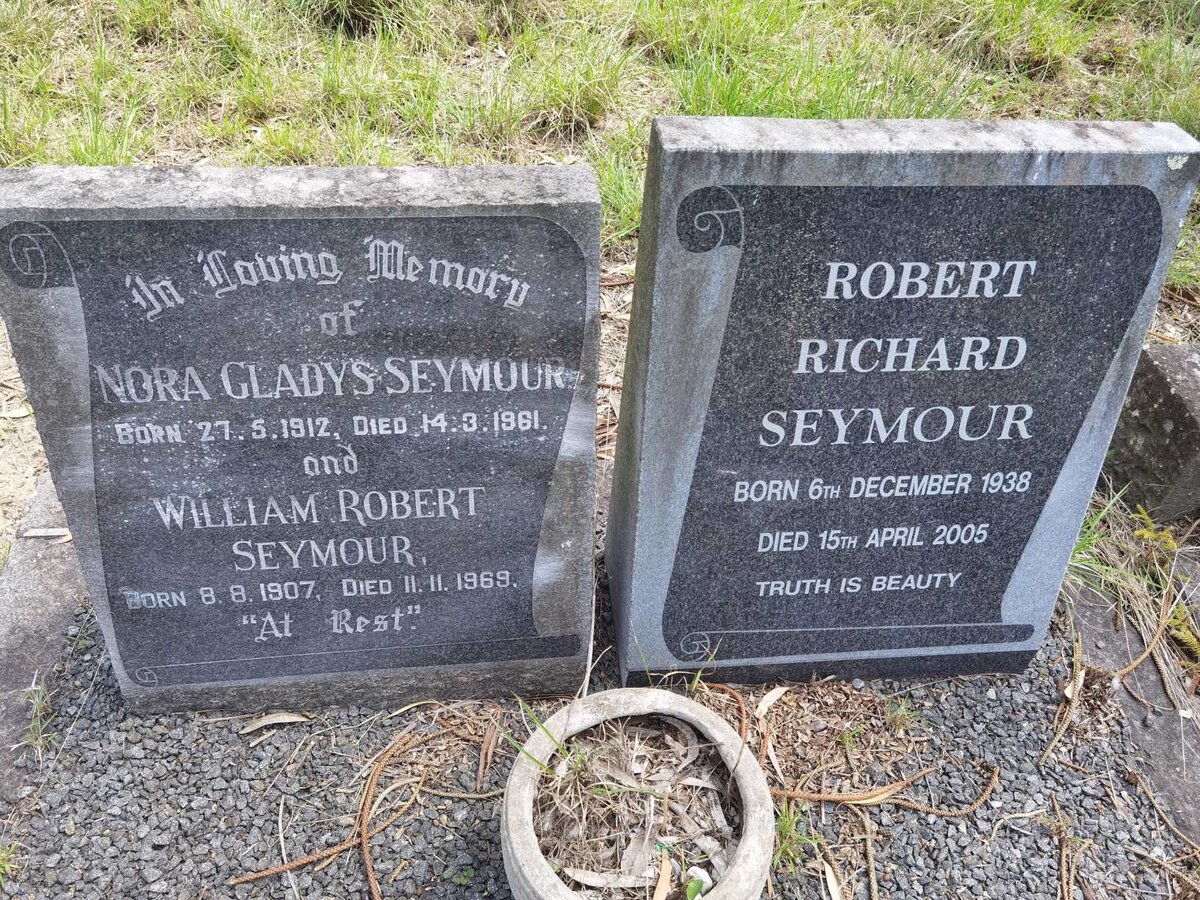 In Loving Memory
of
NORA GLADYS SEYMOUR
BORN 27.5.1912, DIED 14.3.1961.
and
WILLIAM ROBERT
SEYMOUR,
BORN 8.8.1907, DIED 11.11.1969.
"At Rest".
ROBERT
RICHARD
SEYMOUR
BORN 6TH DECEMBER 1938
DIED 15TH APRIL 2005
TRUTH IS BEAUTY